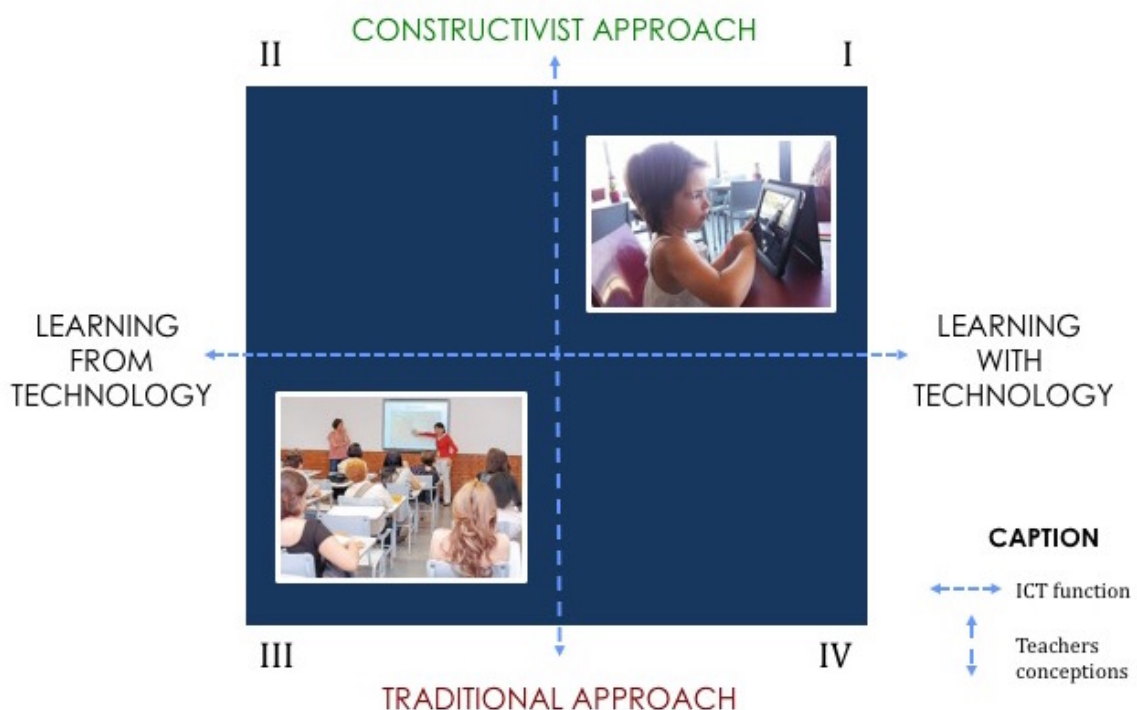 CONSTRUCTIVIST APPROACH
II
I
LEARNING
FROM
TECHNOLOGY
LEARNING
WITH
TECHNOLOGY
CAPTION
ICT function
Teachers
conceptions
III
IV
TRADITIONAL APPROACH